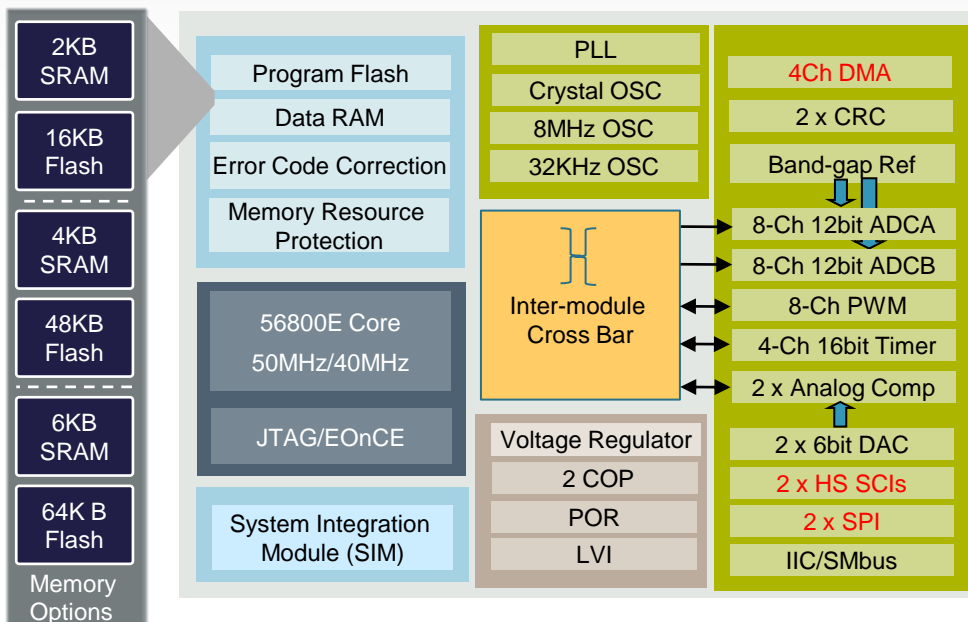 2KB
SRAM
16KB
Flash
4KB
SRAM
48KB
Flash
6KB
SRAM
64K B
Flash
Memory
Options
Program Flash
Data RAM
Error Code Correction
Memory Resource
Protection
56800E Core
50MHz/40MHz
JTAG/EOnCE
System Integration
Module (SIM)
PLL
Crystal OSC
8MHz OSC
32KHz OSC
Inter-module
Cross Bar
Voltage Regulator
2 COP
POR
LVI
4Ch DMA
2 x CRC
Band-gap Ref
8-Ch 12bit ADCA
8-Ch 12bit ADCB
8-Ch PWM
4-Ch 16bit Timer
2 x Analog Comp
2 x 6bit DAC
2 x HS SCIs
2 x SPI
IIC/SMbus